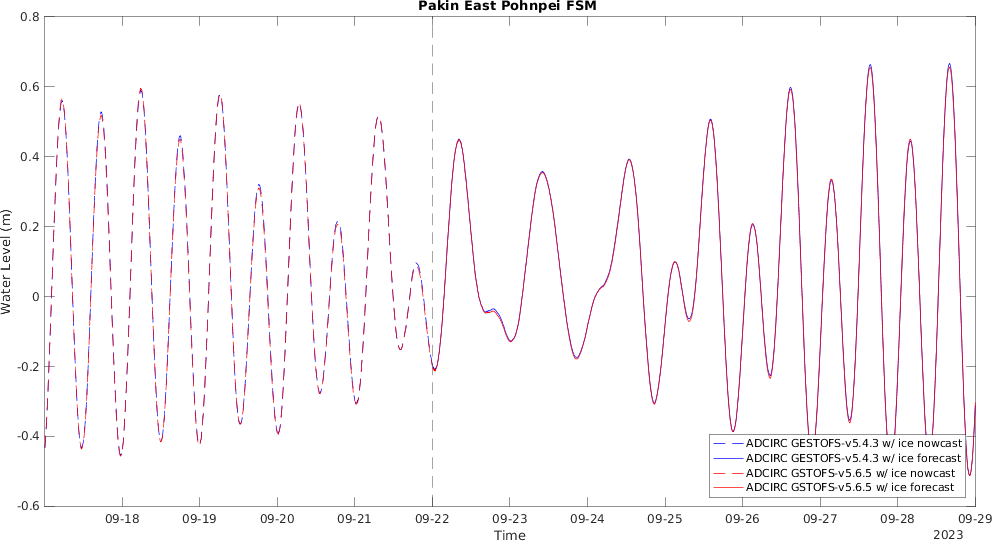 Pakin East Pohnpei FSM
0.8
0.6
0.4
0.2
0
-0.2
-0.4
-0.6
Water Level (m)
ADCIRC GESTOFS-v5.4.3 w/ ice nowcast
ADCIRC GESTOFS-v5.4.3 w/ ice forecast
ADCIRC GSTOFS-v5.6.5 w/ ice nowcast
ADCIRC GSTOFS-v5.6.5 w/ ice forecast
09-18 09-19 09-20 09-21 09-22 09-23 09-24 09-25 09-26 09-27 09-28 09-29
Time
2023